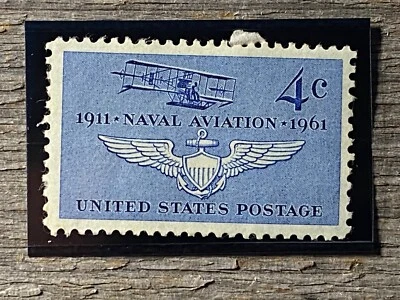 4c
1911 ★ NAVAL AVIATION ★ 1961
UNITED STATES POSTAGE